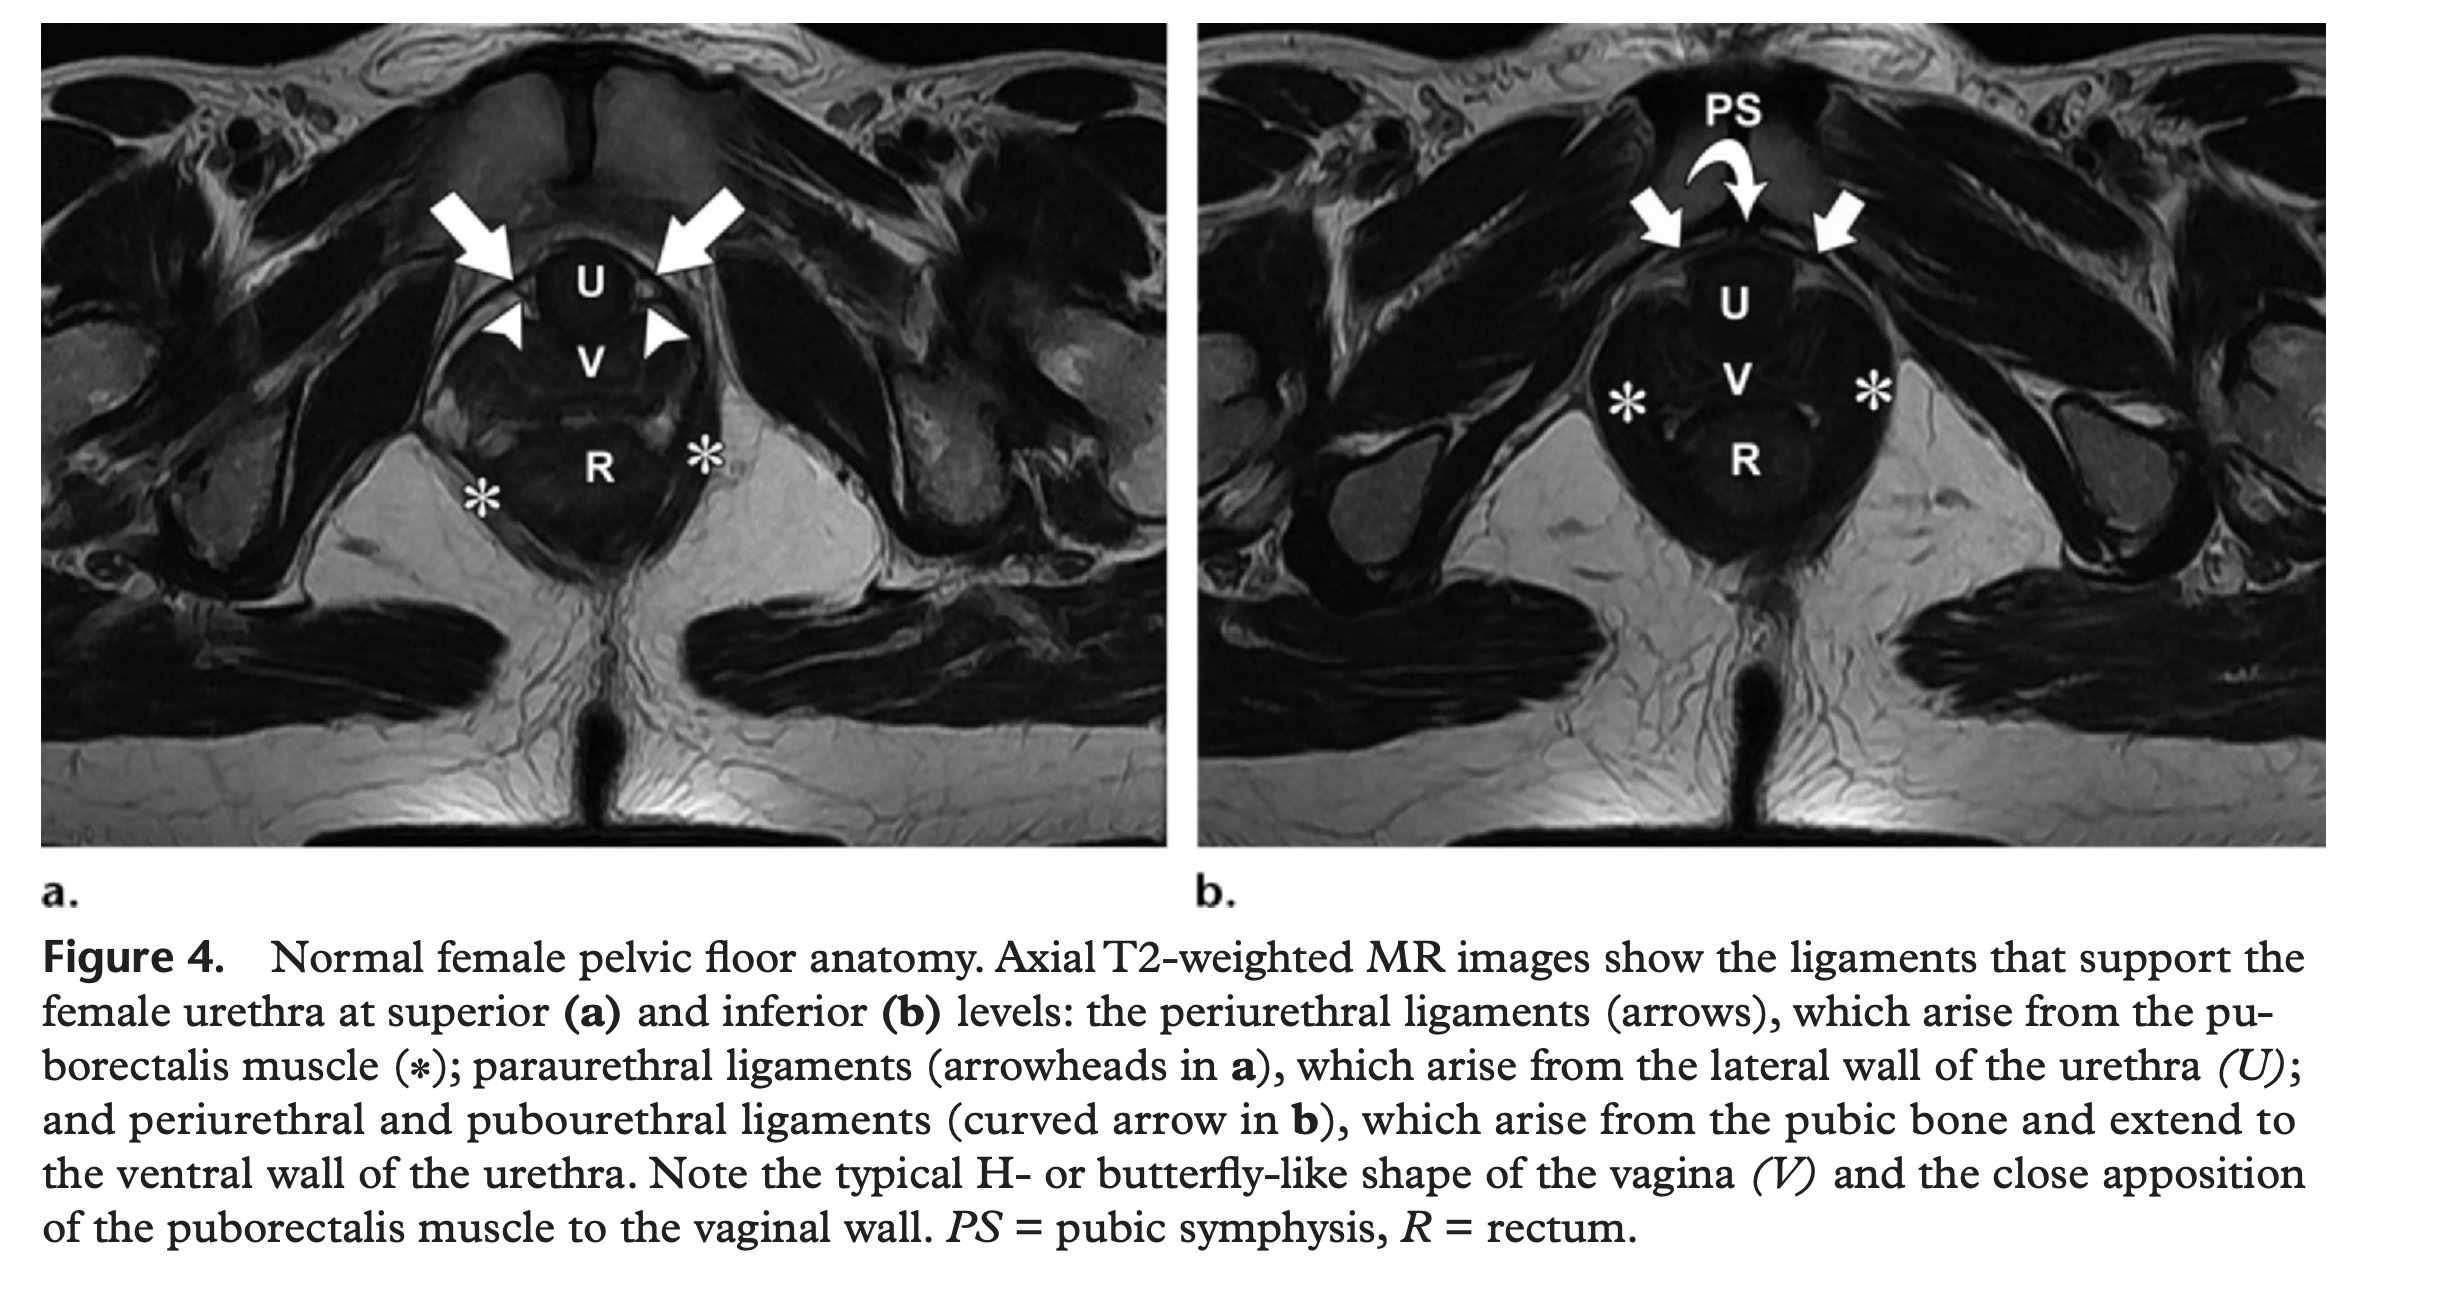 PS
U
U
V
V
*
*
*
*
R
R
a.
b.
Figure 4. Normal female pelvic floor anatomy. Axial T2-weighted MR images show the ligaments that support the
female urethra at superior (a) and inferior (b) levels: the periurethral ligaments (arrows), which arise from the pu-
borectalis muscle (*); paraurethral ligaments (arrowheads in a), which arise from the lateral wall of the urethra (U);
and periurethral and pubourethral ligaments (curved arrow in b), which arise from the pubic bone and extend to
the ventral wall of the urethra. Note the typical H- or butterfly-like shape of the vagina (V) and the close apposition
of the puborectalis muscle to the vaginal wall. PS = pubic symphysis, R = rectum.